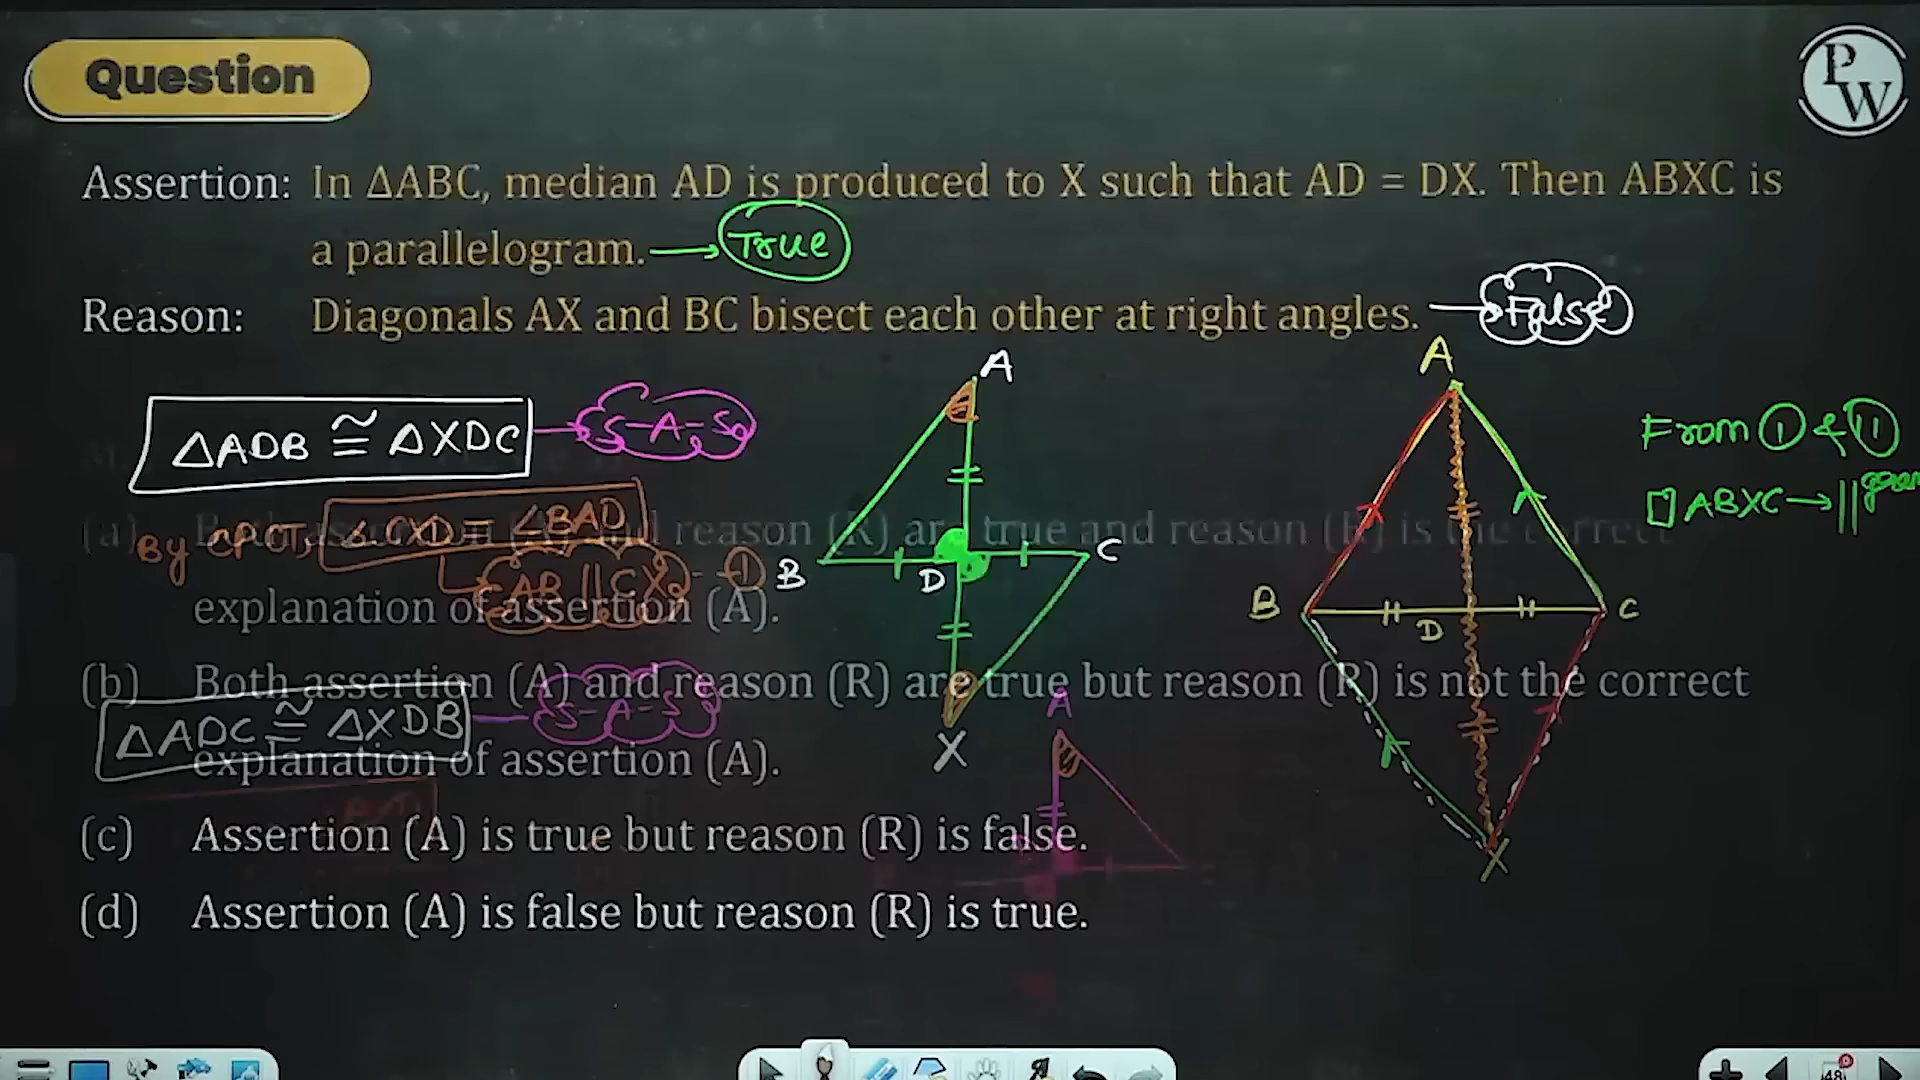 Question
PW
Assertion: In ΔABC, median AD is produced to X such that AD = DX. Then ABXC is
a parallelogram. → True
Reason: Diagonals AX and BC bisect each other at right angles. → False
ΔADB ≅ ΔXDC S-A-S
By CPCT, ∠CXD = ∠BAD
AB || CX - ①
(a) Both assertion (A) and reason (R) are true and reason (R) is the correct
explanation of assertion (A).
(b) Both assertion (A) and reason (R) are true but reason (R) is not the correct
ΔADC ≅ ΔXDB S-A-S
explanation of assertion (A).
(c) Assertion (A) is true but reason (R) is false.
(d) Assertion (A) is false but reason (R) is true.
A
B
D
C
X
A
A
B
D
C
X
From ① & ⑪
□ABXC → ||gram
48